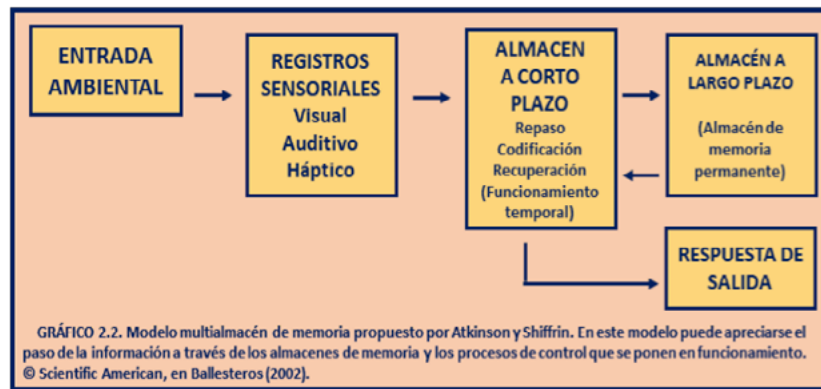 ENTRADA
AMBIENTAL
REGISTROS
SENSORIALES
Visual
Auditivo
Háptico
ALMACEN
A CORTO
PLAZO
Repaso
Codificación
Recuperación
(Funcionamiento
temporal)
ALMACÉN A
LARGO PLAZO
(Almacén de
memoria
permanente)
RESPUESTA DE
SALIDA
GRÁFICO 2.2. Modelo multialmacén de memoria propuesto por Atkinson y Shiffrin. En este modelo puede apreciarse el
paso de la información a través de los almacenes de memoria y los procesos de control que se ponen en funcionamiento.
© Scientific American, en Ballesteros (2002).